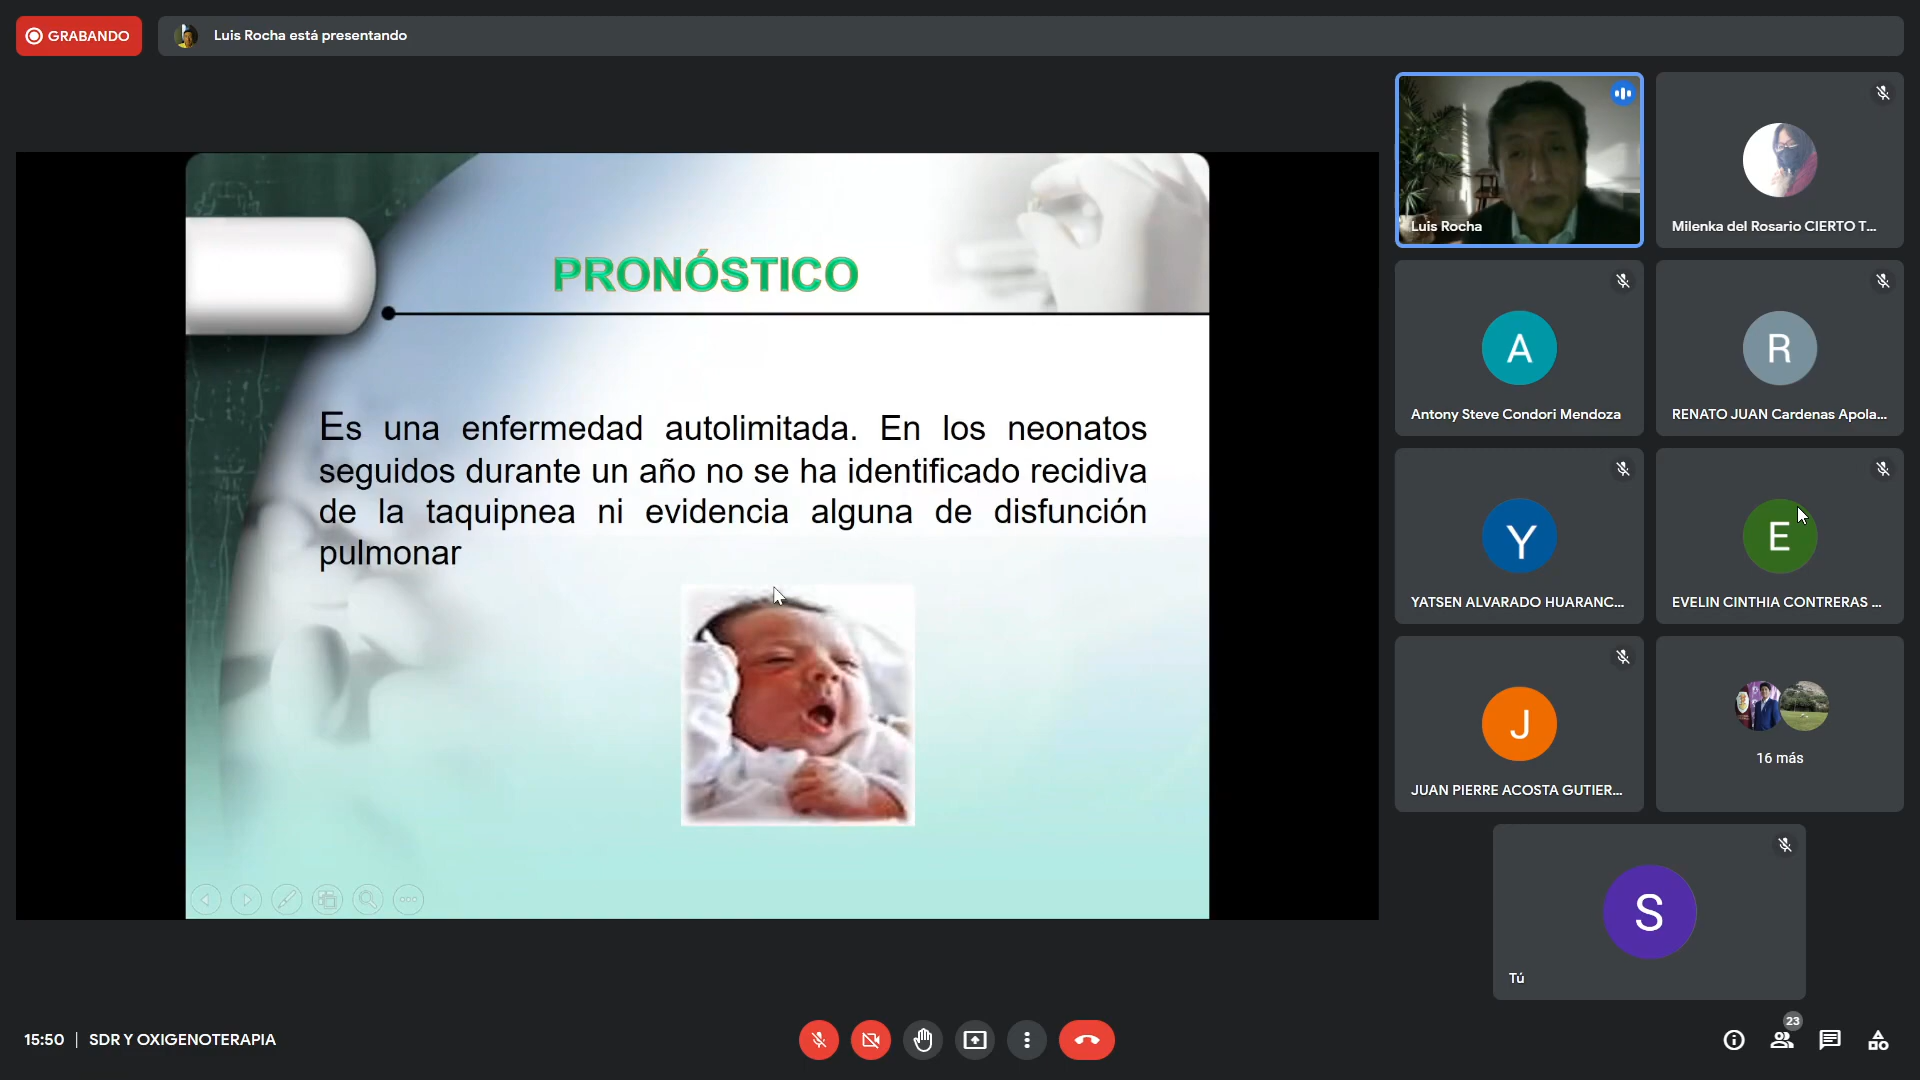 GRABANDO
Luis Rocha está presentando
PRONÓSTICO
Es una enfermedad autolimitada. En los neonatos
seguidos durante un año no se ha identificado recidiva
de la taquipnea ni evidencia alguna de disfunción
pulmonar
Luis Rocha
Milenka del Rosario CIERTO T...
A
Antony Steve Condori Mendoza
R
RENATO JUAN Cardenas Apola...
Y
YATSEN ALVARADO HUARANC...
E
EVELIN CINTHIA CONTRERAS ...
J
JUAN PIERRE ACOSTA GUTIER...
16 más
S
Tú
15:50 | SDR Y OXIGENOTERAPIA
23